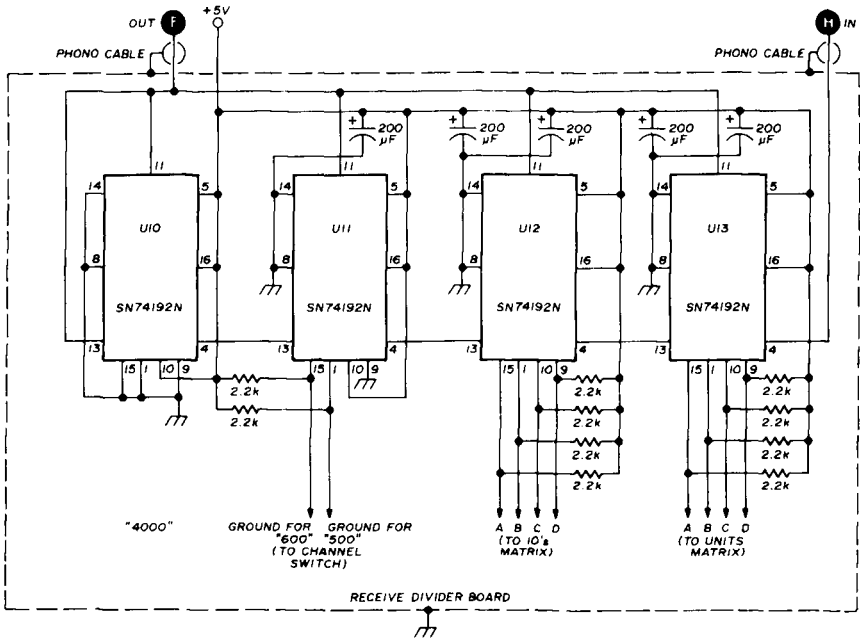 OUT F +5V H IN
PHONO CABLE PHONO CABLE
+ 200 µF + 200 µF + 200 µF + 200 µF + 200 µF
11 11 11 11
14 5 14 5 14 5 14 5
U10 U11 U12 U13
8 16 8 16 8 16 8 16
SN74192N SN74192N SN74192N SN74192N
13 4 4 13 4 13 4
15 1 10 9 15 1 10 9 15 1 10 9 15 1 10 9
2.2k 2.2k 2.2k
2.2k 2.2k 2.2k
2.2k 2.2k
2.2k 2.2k
"4000"
GROUND FOR "600" GROUND FOR "500"
(TO CHANNEL
SWITCH)
A B C D A B C D
(TO 10's
MATRIX)
(TO UNITS
MATRIX)
RECEIVE DIVIDER BOARD